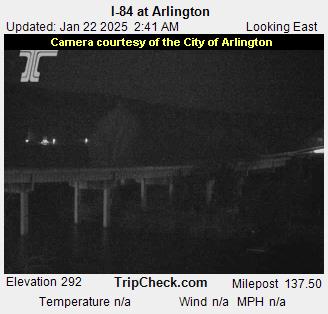 I-84 at Arlington
Updated: Jan 22 2025 2:41 AM Looking East
Camera courtesy of the City of Arlington
Elevation 292 TripCheck.com Milepost 137.50
Temperature n/a Wind n/a MPH n/a